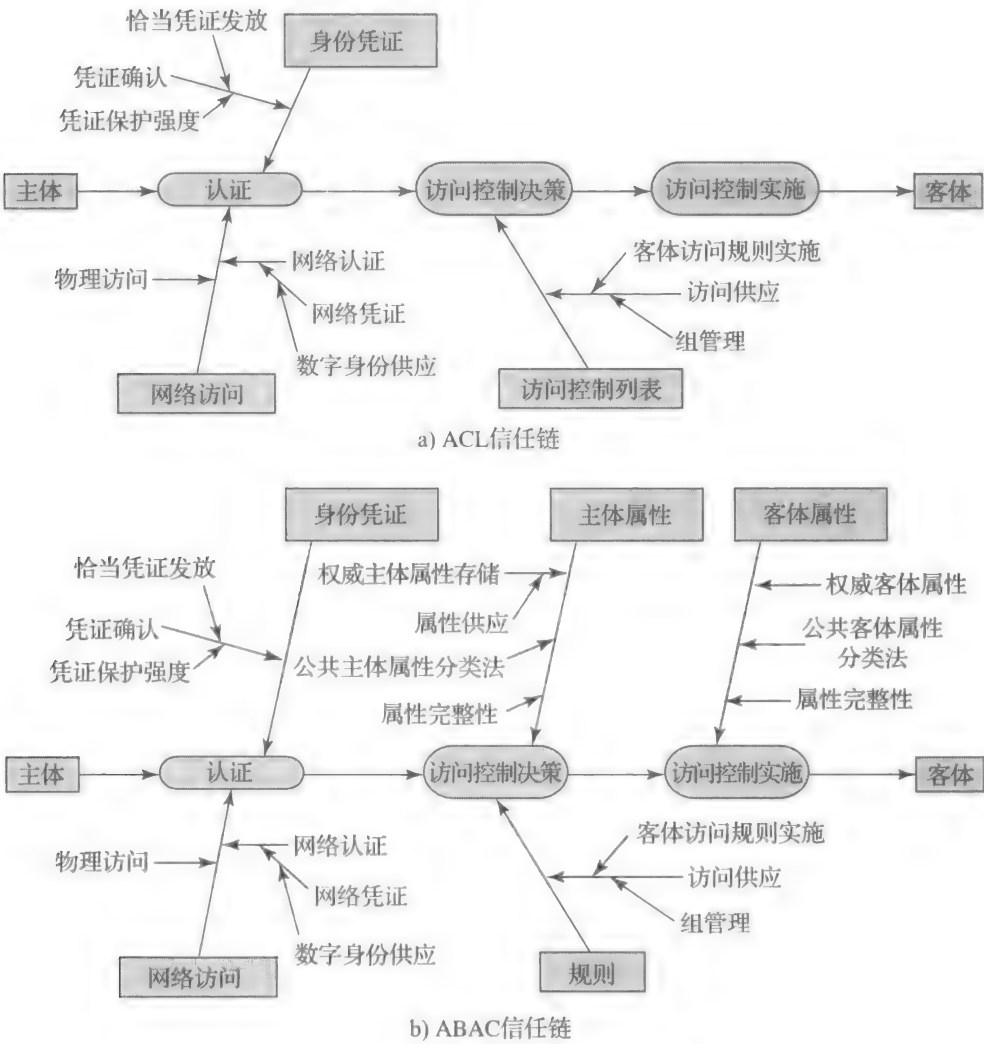 恰当凭证发放
身份凭证
凭证确认
凭证保护强度
主体
认证
访问控制决策
访问控制实施
客体
物理访问
网络认证
网络凭证
数字身份供应
网络访问
客体访问规则实施
访问供应
组管理
访问控制列表
a) ACL信任链
身份凭证
主体属性
客体属性
恰当凭证发放
凭证确认
凭证保护强度
权威主体属性存储
属性供应
公共主体属性分类法
属性完整性
权威客体属性
公共客体属性
分类法
属性完整性
主体
认证
访问控制决策
访问控制实施
客体
物理访问
网络认证
网络凭证
数字身份供应
网络访问
客体访问规则实施
访问供应
组管理
规则
b) ABAC信任链